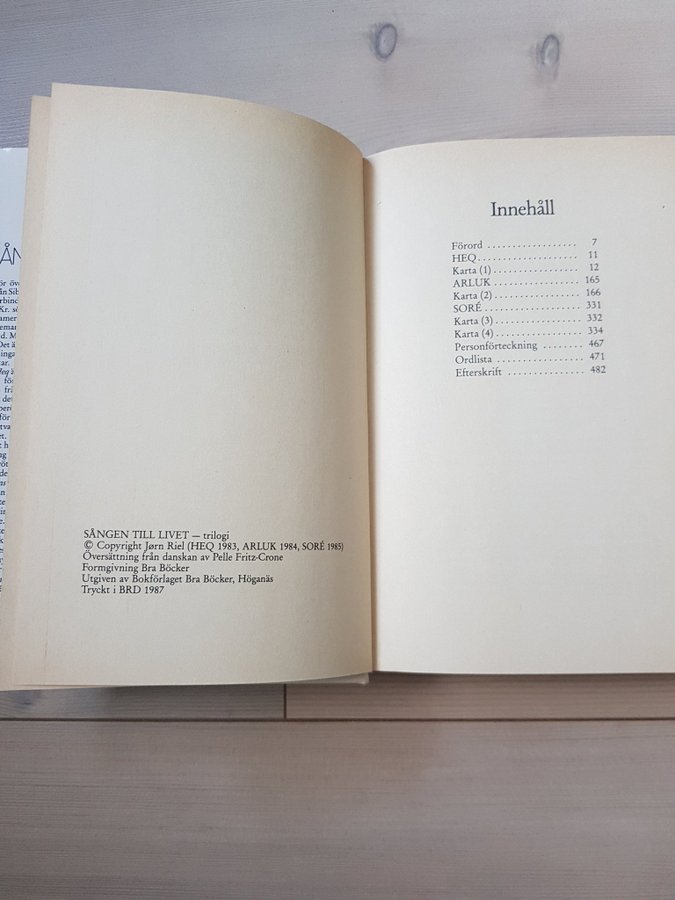 SÅNGEN TILL LIVET — trilogi
© Copyright Jørn Riel (HEQ 1983, ARLUK 1984, SORÉ 1985)
Översättning från danskan av Pelle Fritz-Crone
Formgivning Bra Böcker
Utgiven av Bokförlaget Bra Böcker, Höganäs
Tryckt i BRD 1987
Innehåll
Förord .................. 7
HEQ .................... 11
Karta (1) ................. 12
ARLUK ................. 165
Karta (2) ................. 166
SORÉ ................... 331
Karta (3) ................. 332
Karta (4) ................. 334
Personförteckning ........ 467
Ordlista ................. 471
Efterskrift ............... 482